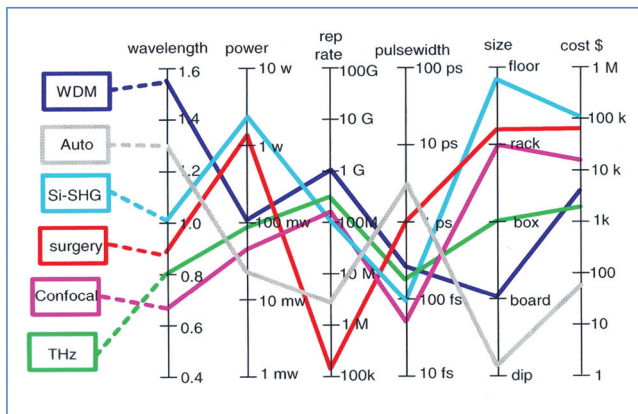 wavelength power rep rate pulsewidth size cost $
1.6 10 w 100G 100 ps floor 1 M
WDM
1.4 10 G 100 k
Auto 1 w 10 ps rack
1.2 1 G 10 k
Si-SHG
1.0 100 mw 100M 1 ps box 1k
surgery
0.8 10 M 100
Confocal 10 mw 100 fs board
0.6 1 M 10
THz
0.4 1 mw 100k 10 fs dip 1